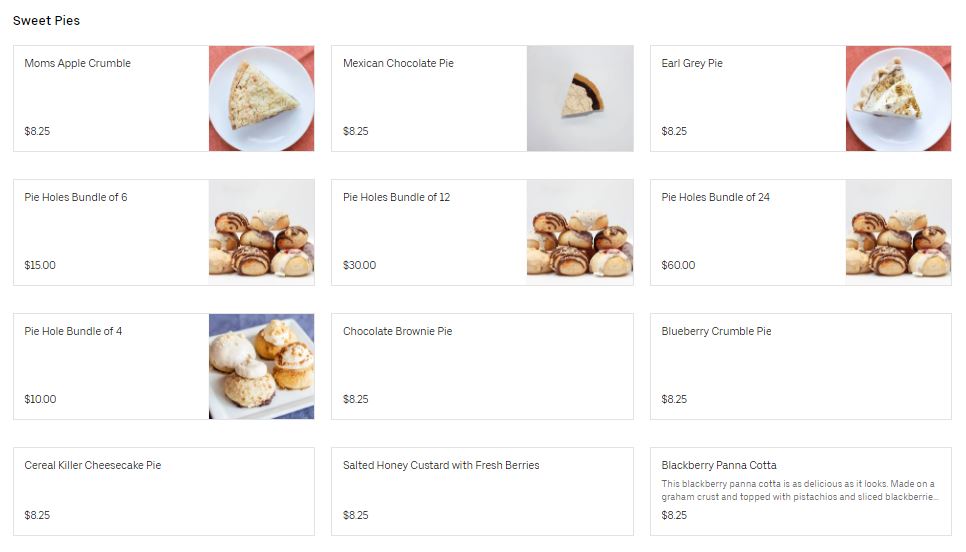 Sweet Pies
Moms Apple Crumble
$8.25
Mexican Chocolate Pie
$8.25
Earl Grey Pie
$8.25
Pie Holes Bundle of 6
$15.00
Pie Holes Bundle of 12
$30.00
Pie Holes Bundle of 24
$60.00
Pie Hole Bundle of 4
$10.00
Chocolate Brownie Pie
$8.25
Blueberry Crumble Pie
$8.25
Cereal Killer Cheesecake Pie
$8.25
Salted Honey Custard with Fresh Berries
$8.25
Blackberry Panna Cotta
This blackberry panna cotta is as delicious as it looks. Made on a
graham crust and topped with pistachios and sliced blackberrie...
$8.25